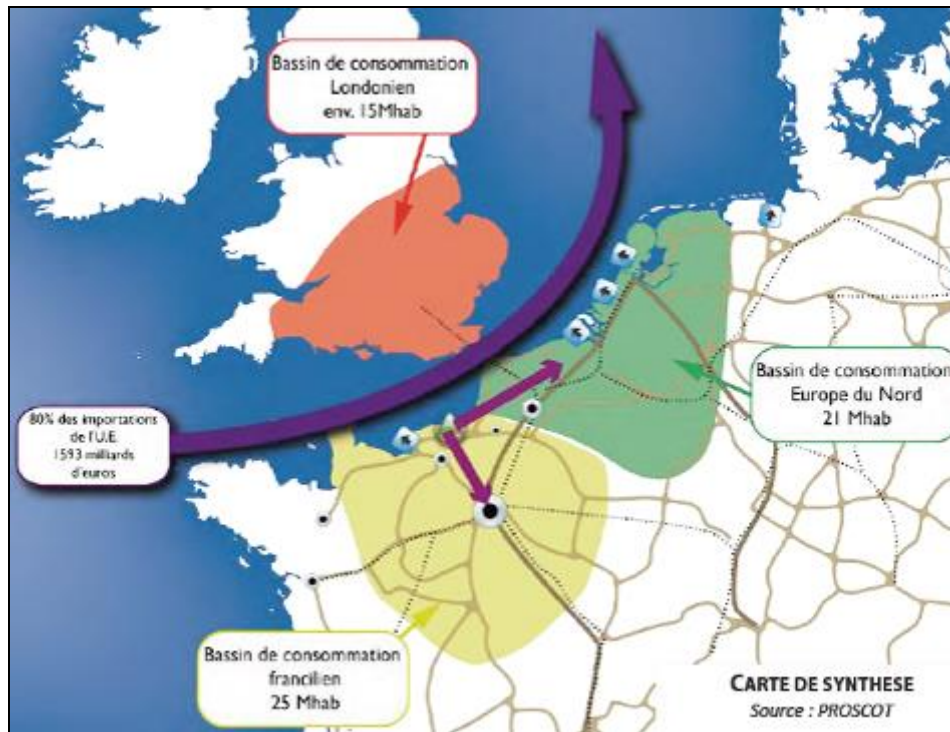 Bassin de consommation
Londonien
env. 15Mhab
80% des importations
de l'U.E.
1593 milliards
d'euros
Bassin de consommation
Europe du Nord
21 Mhab
Bassin de consommation
francilien
25 Mhab
CARTE DE SYNTHESE
Source : PROSCOT